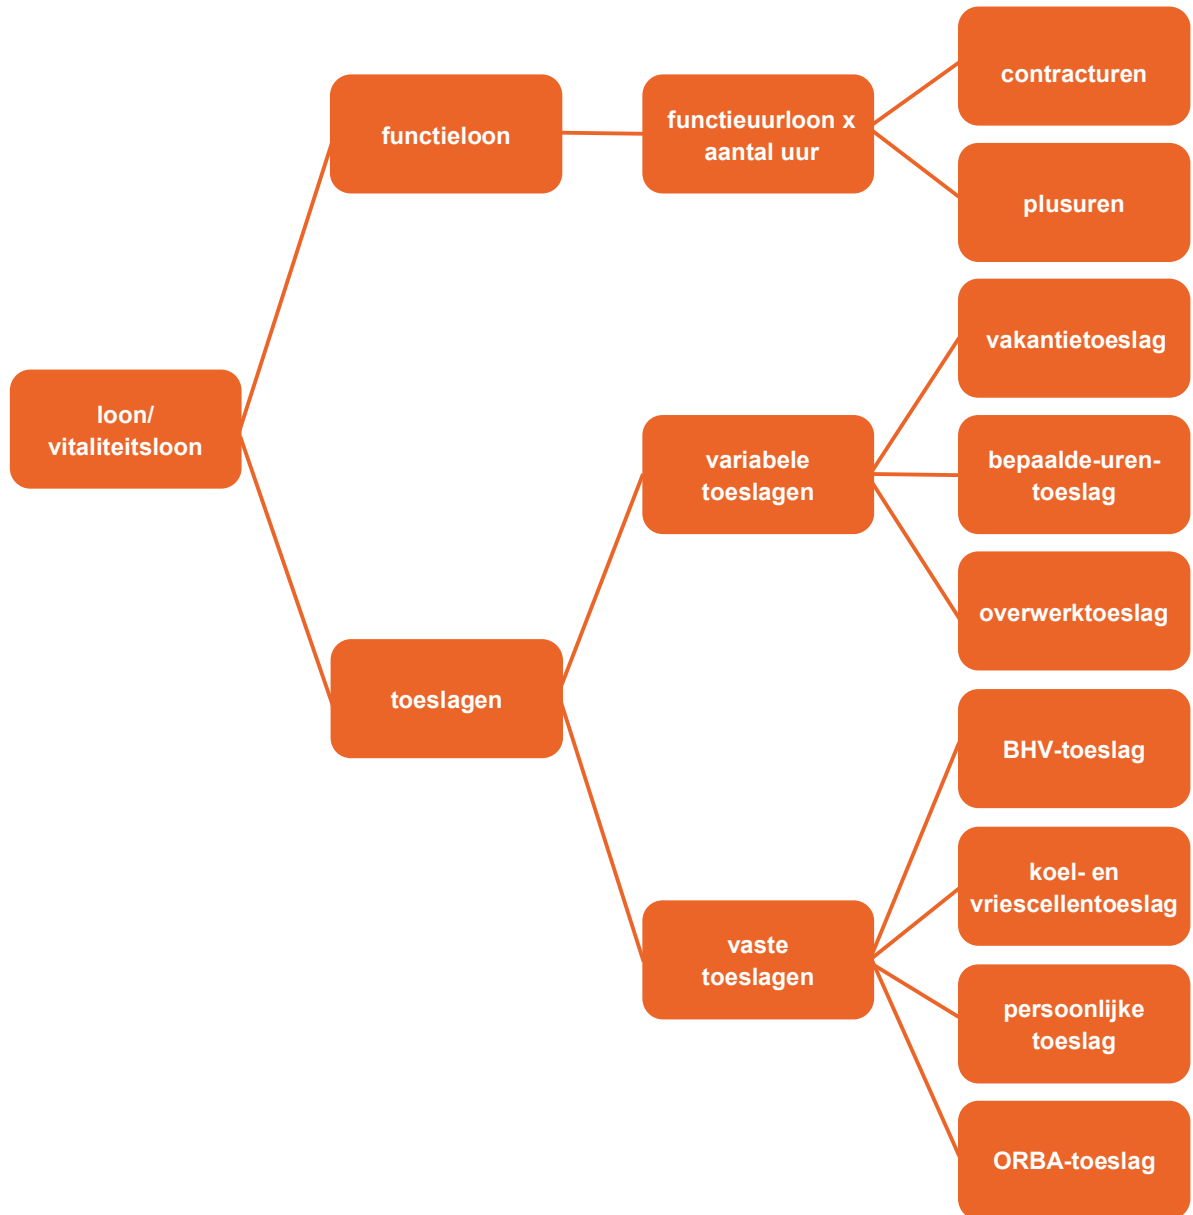 contracturen
functieloon
functieuurloon x
aantal uur
plusuren
vakantietoeslag
loon/
vitaliteitsloon
variabele
toeslagen
bepaalde-uren-
toeslag
overwerktoeslag
toeslagen
BHV-toeslag
koel- en
vriescellentoeslag
vaste
toeslagen
persoonlijke
toeslag
ORBA-toeslag